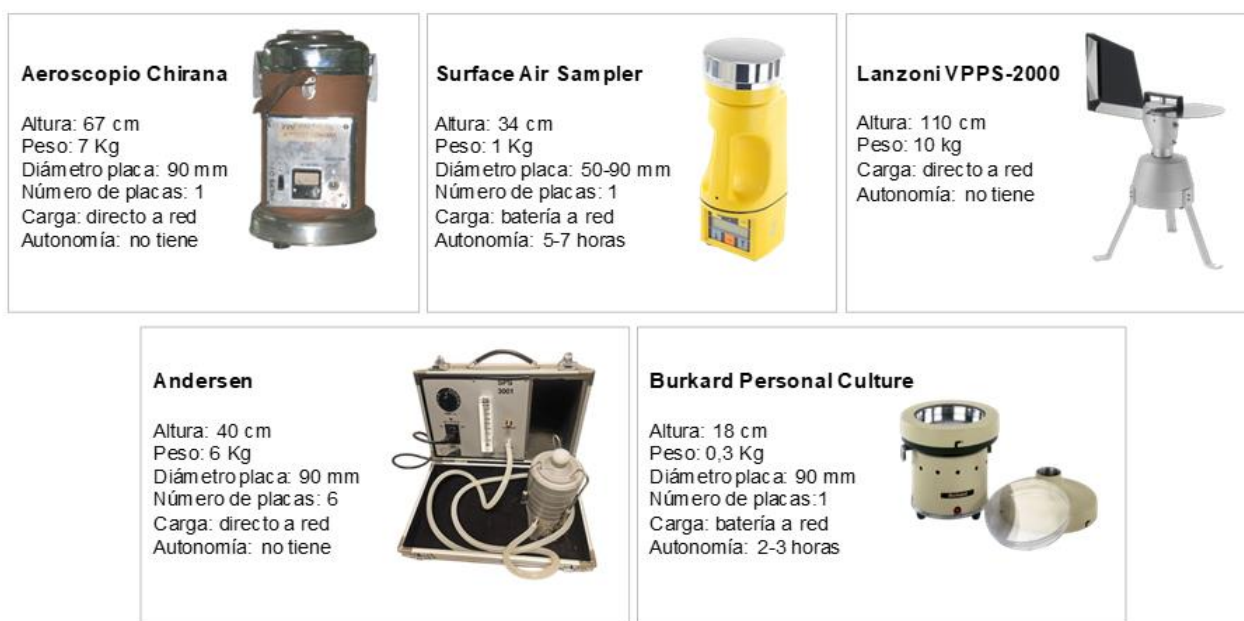 Aeroscopio Chirana
Altura: 67 cm
Peso: 7 Kg
Diámetro placa: 90 mm
Número de placas: 1
Carga: directo a red
Autonomía: no tiene
Surface Air Sampler
Altura: 34 cm
Peso: 1 Kg
Diámetro placa: 50-90 mm
Número de placas: 1
Carga: batería a red
Autonomía: 5-7 horas
Lanzoni VPPS-2000
Altura: 110 cm
Peso: 10 kg
Carga: directo a red
Autonomía: no tiene
Andersen
Altura: 40 cm
Peso: 6 Kg
Diámetro placa: 90 mm
Número de placas: 6
Carga: directo a red
Autonomía: no tiene
Burkard Personal Culture
Altura: 18 cm
Peso: 0,3 Kg
Diámetro placa: 90 mm
Número de placas:1
Carga: batería a red
Autonomía: 2-3 horas